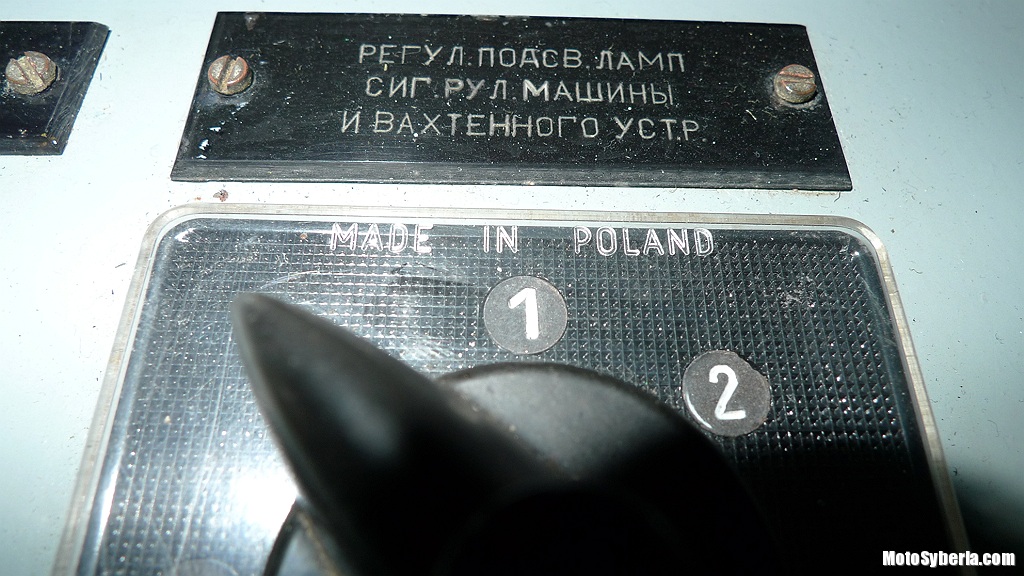 РЕГУЛ. ПОДСВ. ЛАМП
СИГ. РУЛ. МАШИНЫ
И ВАХТЕННОГО УСТР.
MADE IN POLAND
1
2
MotoSyberia.com